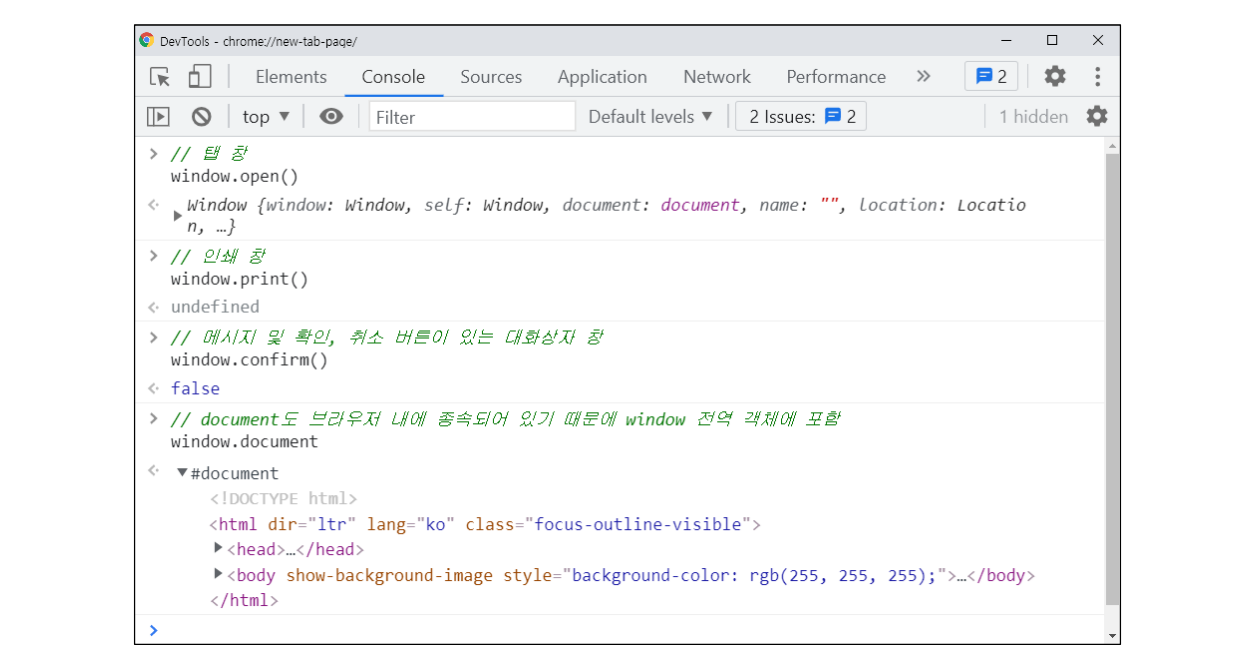 DevTools - chrome://new-tab-page/
Elements Console Sources Application Network Performance » 2
top ▼ Filter Default levels ▼ 2 Issues: 2 1 hidden
// 탭 창
window.open()
Window {window: Window, self: Window, document: document, name: "", location: Locatio
n, …}
// 인쇄 창
window.print()
undefined
// 메시지 및 확인, 취소 버튼이 있는 대화상자 창
window.confirm()
false
// document도 브라우저 내에 종속되어 있기 때문에 window 전역 객체에 포함
window.document
▼#document
<!DOCTYPE html>
<html dir="ltr" lang="ko" class="focus-outline-visible">
▶<head>…</head>
▶<body show-background-image style="background-color: rgb(255, 255, 255);">…</body>
</html>